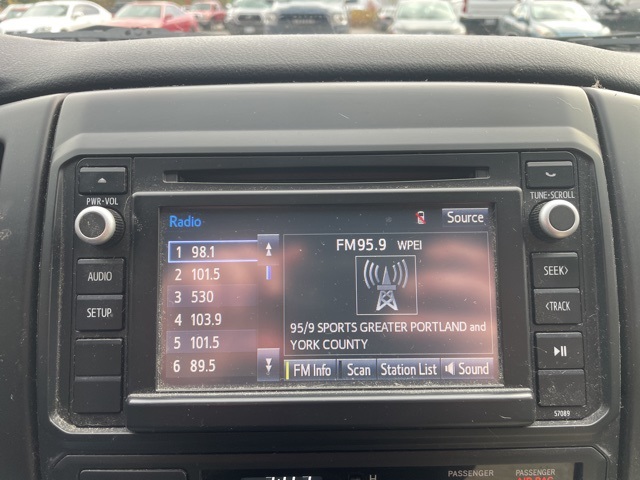 PWR•VOL
AUDIO
SETUP
TUNE•SCROLL
SEEK>
<TRACK
57089
Radio
Source
1 98.1
2 101.5
3 530
4 103.9
5 101.5
6 89.5
FM95.9 WPEI
95/9 SPORTS GREATER PORTLAND and
YORK COUNTY
FM Info Scan Station List Sound
H
PASSENGER
PASSENGER